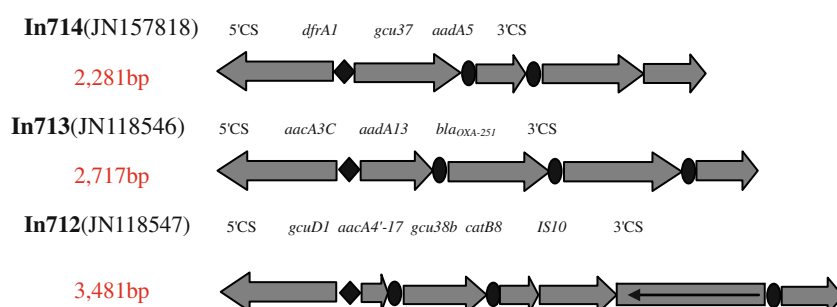 In714(JN157818) 5'CS dfrA1 gcu37 aadA5 3'CS
2,281bp
In713(JN118546) 5'CS aacA3C aadA13 blaOXA-251 3'CS
2,717bp
In712(JN118547) 5'CS gcuD1 aacA4'-17 gcu38b catB8 IS10 3'CS
3,481bp